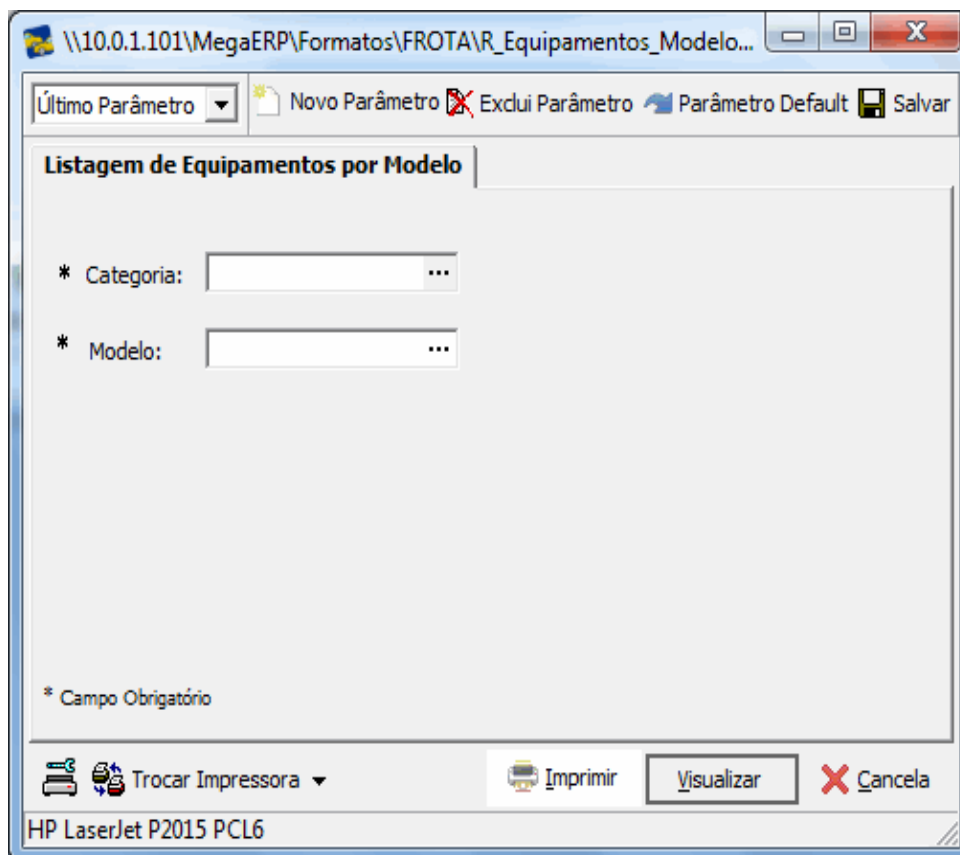 \\10.0.1.101\MegaERP\Formatos\FROTA\R_Equipamentos_Modelo...
Último Parâmetro Novo Parâmetro Exclui Parâmetro Parâmetro Default Salvar
Listagem de Equipamentos por Modelo
* Categoria: ...
* Modelo: ...
* Campo Obrigatório
Trocar Impressora Imprimir Visualizar Cancela
HP LaserJet P2015 PCL6